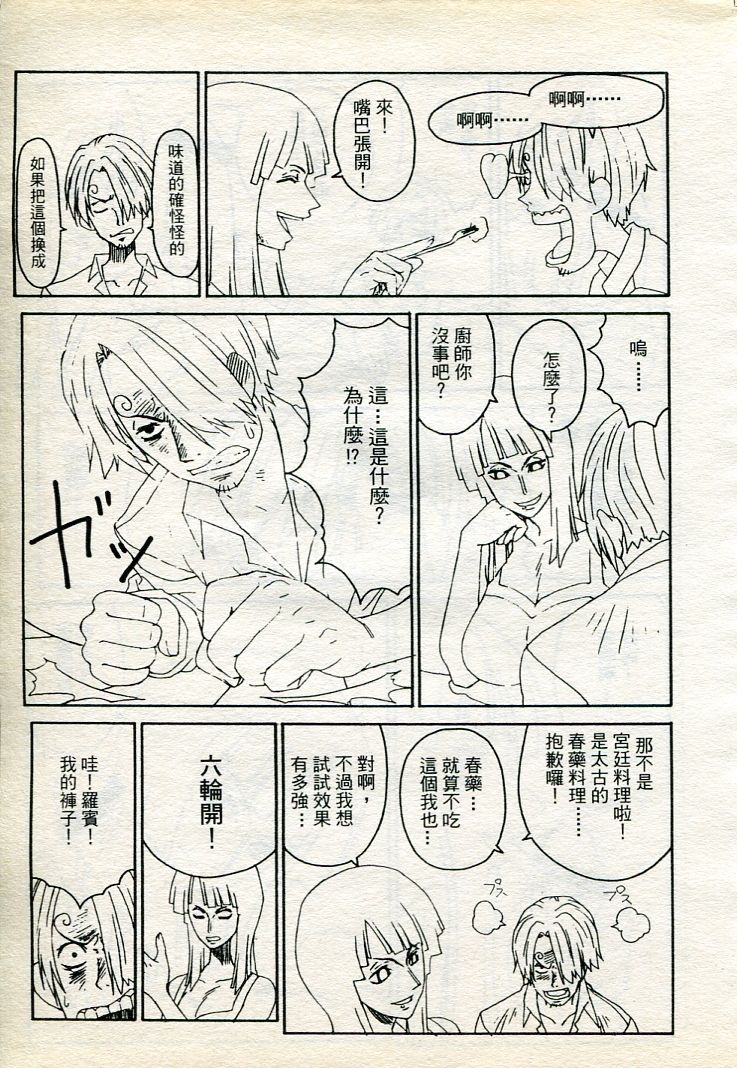 啊啊……
啊啊……
來！
嘴巴張開！
味道的確怪怪的
如果把這個換成
嗚……
怎麼了？
廚師你
沒事吧？
這…這是什麼？
為什麼!?
ガッ
那不是
宮廷料理啦！
是太古的
春藥料理……
抱歉囉！
春藥…
就算不吃
這個我也…
對啊，
不過我想
試試效果
有多強…
プス
プス
六輪開！
哇！羅賓！
我的褲子！